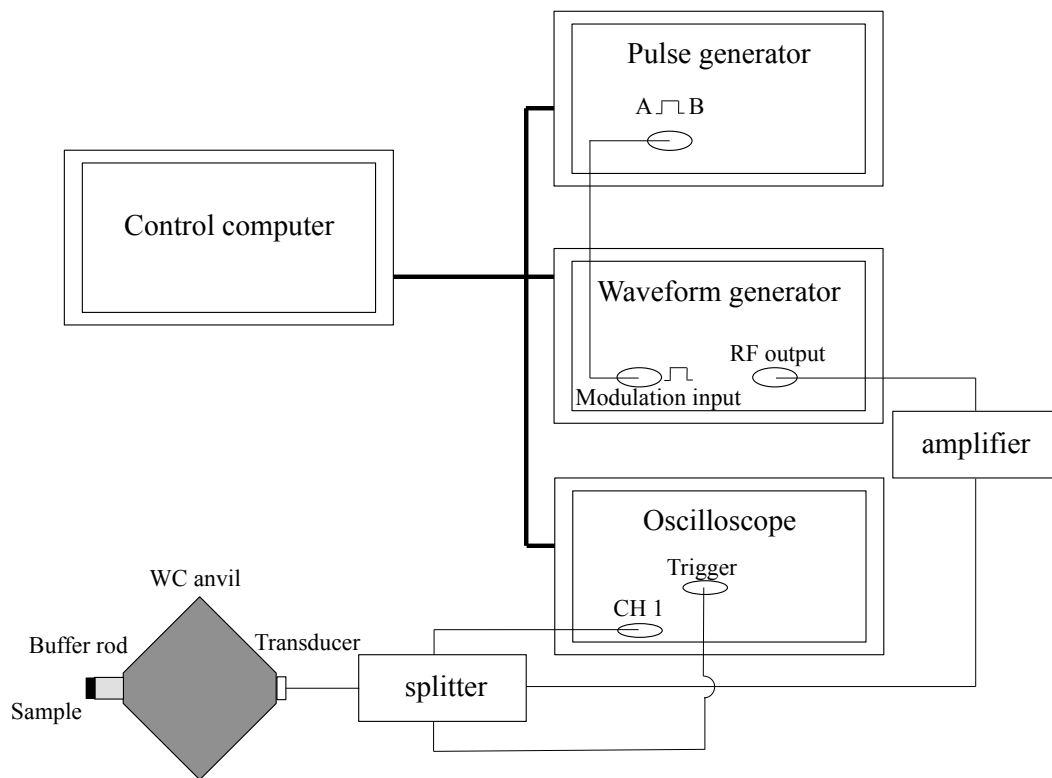 Pulse generator
A B
Control computer
Waveform generator
RF output
Modulation input
amplifier
Oscilloscope
Trigger
CH 1
WC anvil
Buffer rod
Transducer
splitter
Sample